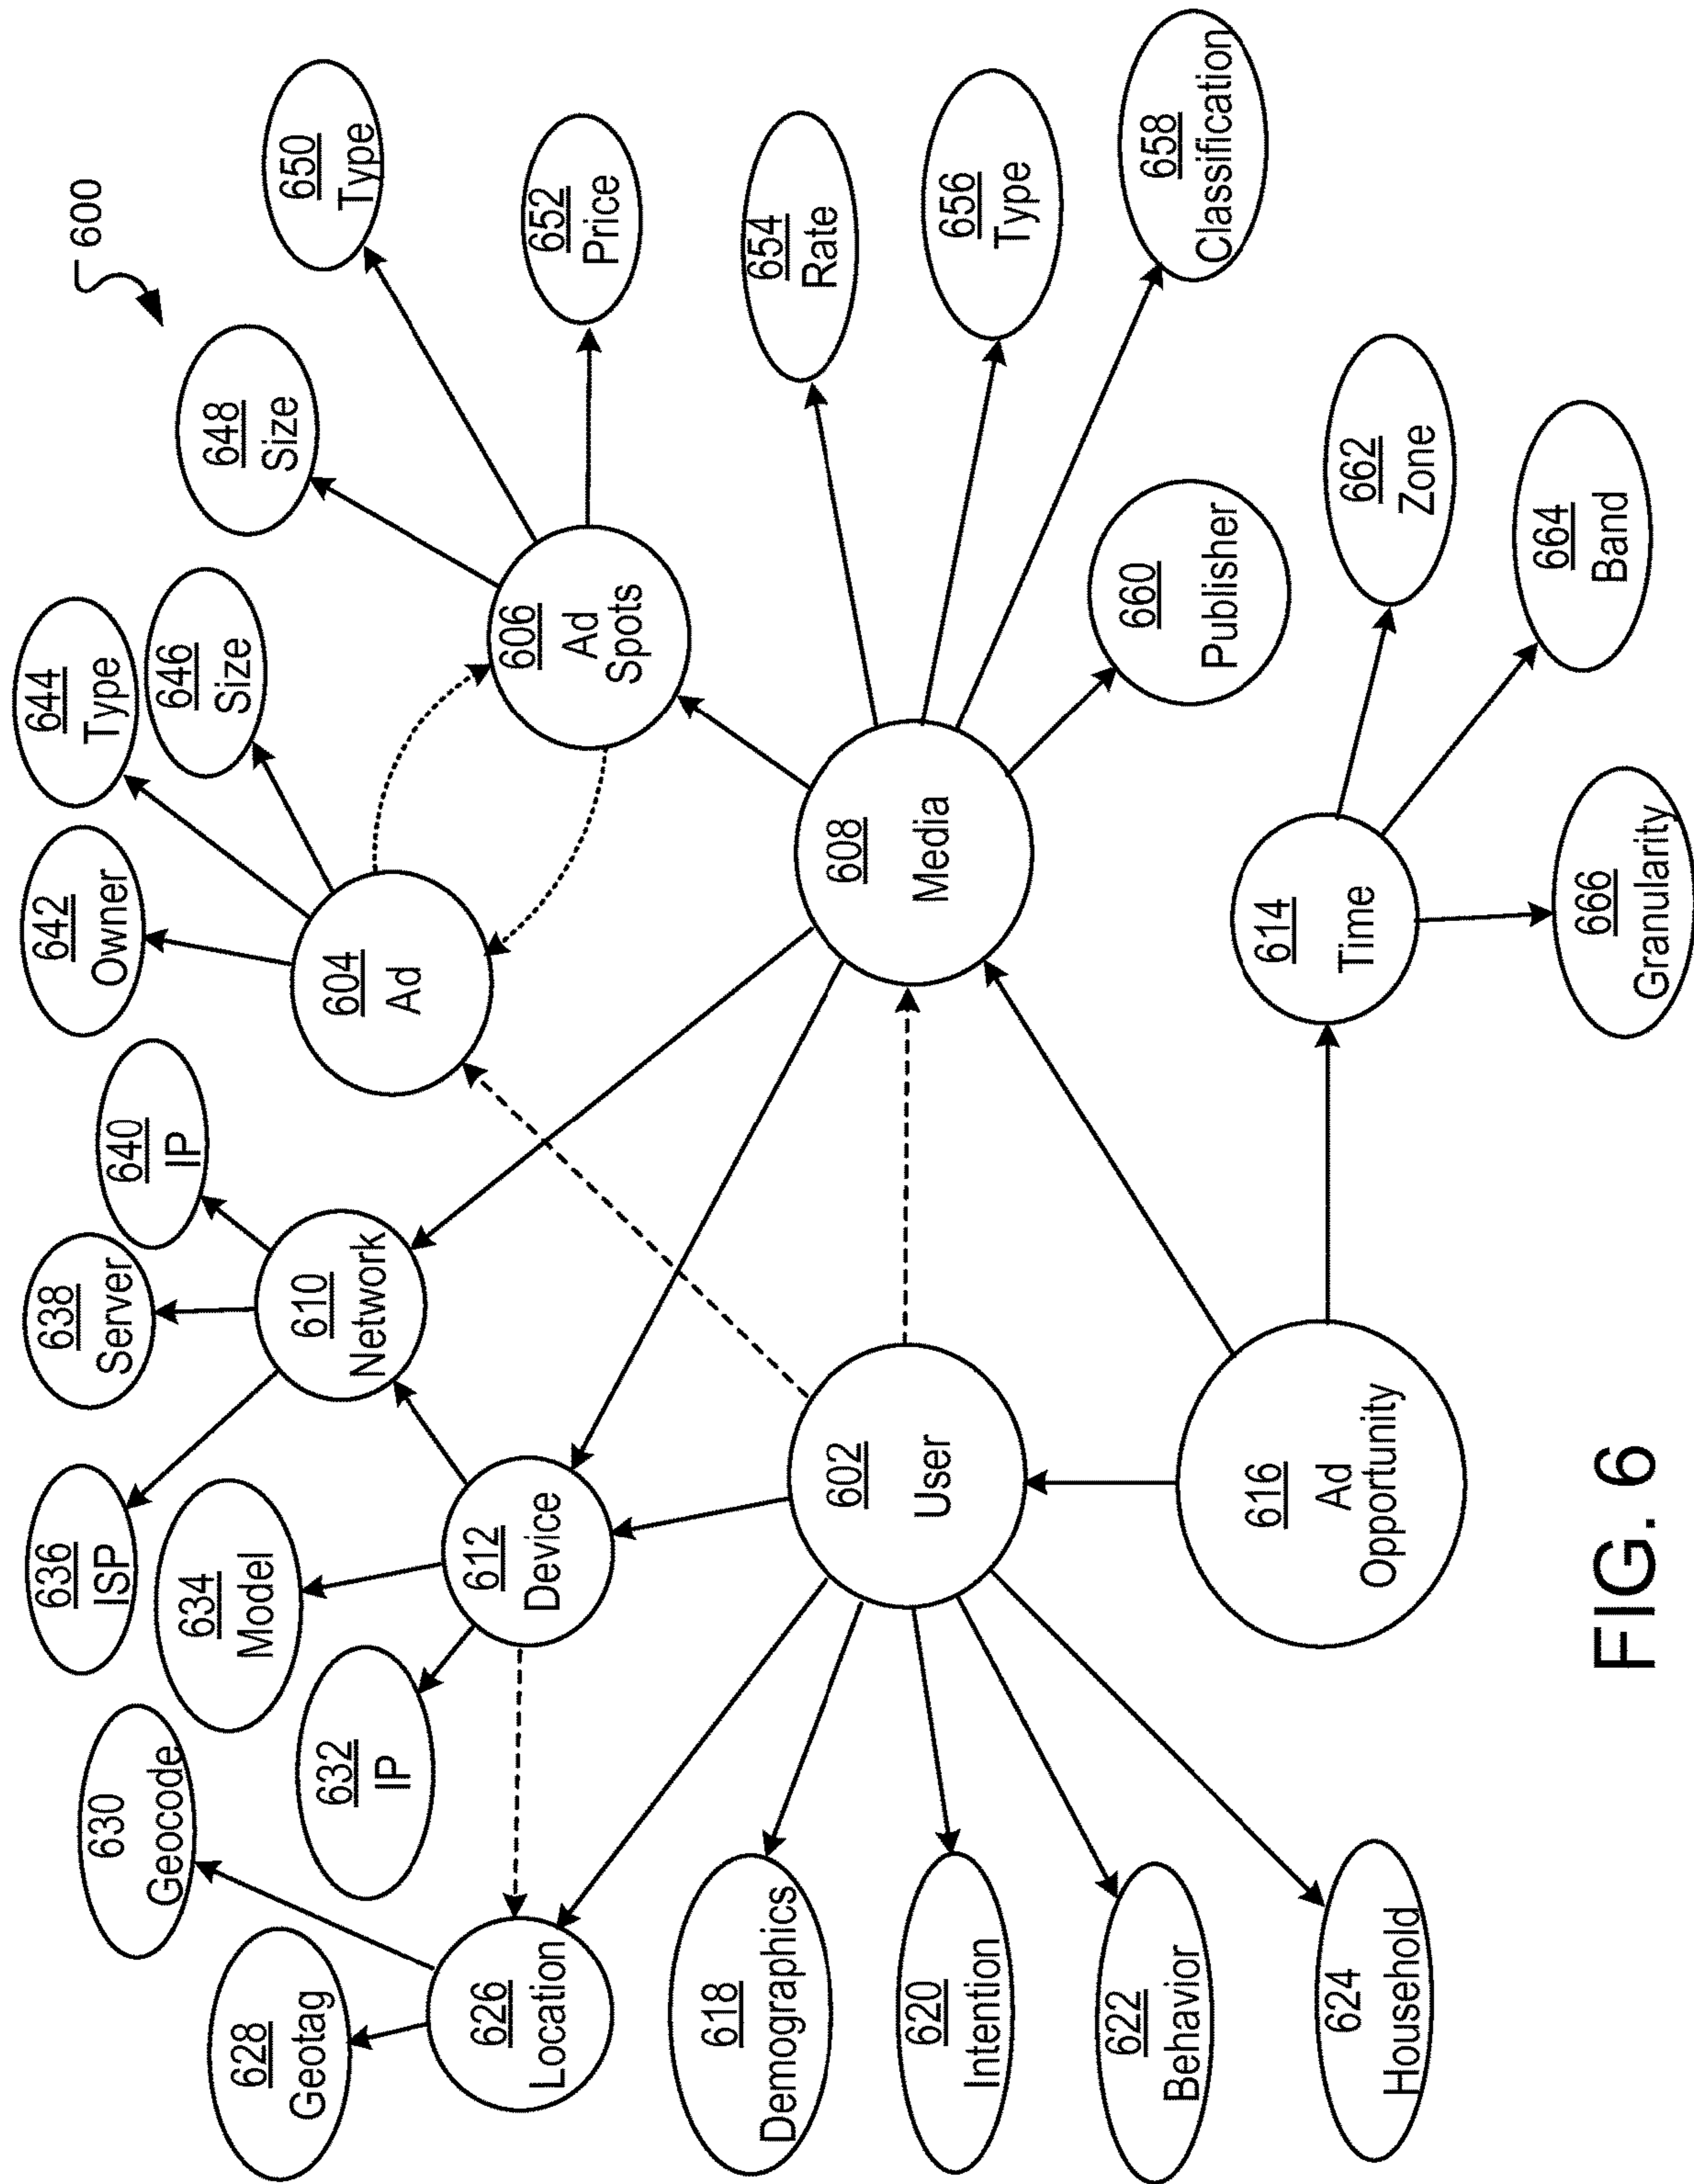 600
628
Geotag
630
Geocode
636
ISP
638
Server
640
IP
642
Owner
644
Type
646
Size
648
Size
650
Type
634
Model
632
IP
610
Network
604
Ad
606
Ad
Spots
652
Price
626
Location
612
Device
654
Rate
618
Demographics
602
User
608
Media
656
Type
620
Intention
660
Publisher
658
Classification
622
Behavior
616
Ad
Opportunity
614
Time
662
Zone
624
Household
666
Granularity
664
Band
FIG. 6